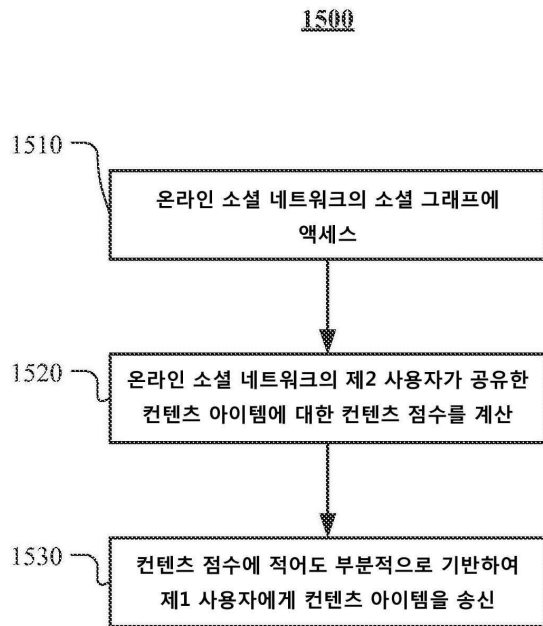 1500
1510
온라인 소셜 네트워크의 소셜 그래프에
액세스
1520
온라인 소셜 네트워크의 제2 사용자가 공유한
컨텐츠 아이템에 대한 컨텐츠 점수를 계산
1530
컨텐츠 점수에 적어도 부분적으로 기반하여
제1 사용자에게 컨텐츠 아이템을 송신